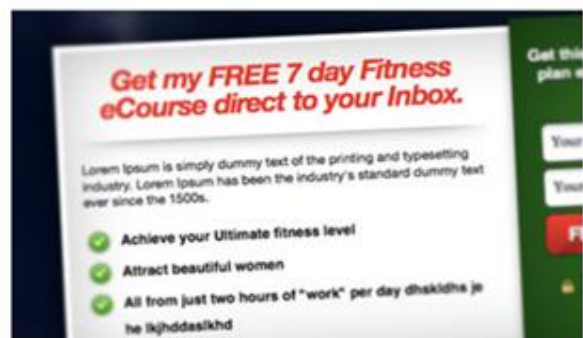 Get my FREE 7 day Fitness
eCourse direct to your Inbox.
Get this
plan
Lorem Ipsum is simply dummy text of the printing and typesetting
industry. Lorem Ipsum has been the industry's standard dummy text
ever since the 1500s.
Achieve your Ultimate fitness level
Attract beautiful women
All from just two hours of "work" per day dhskldhs je
he lkjhddaslkhd
Your
Your